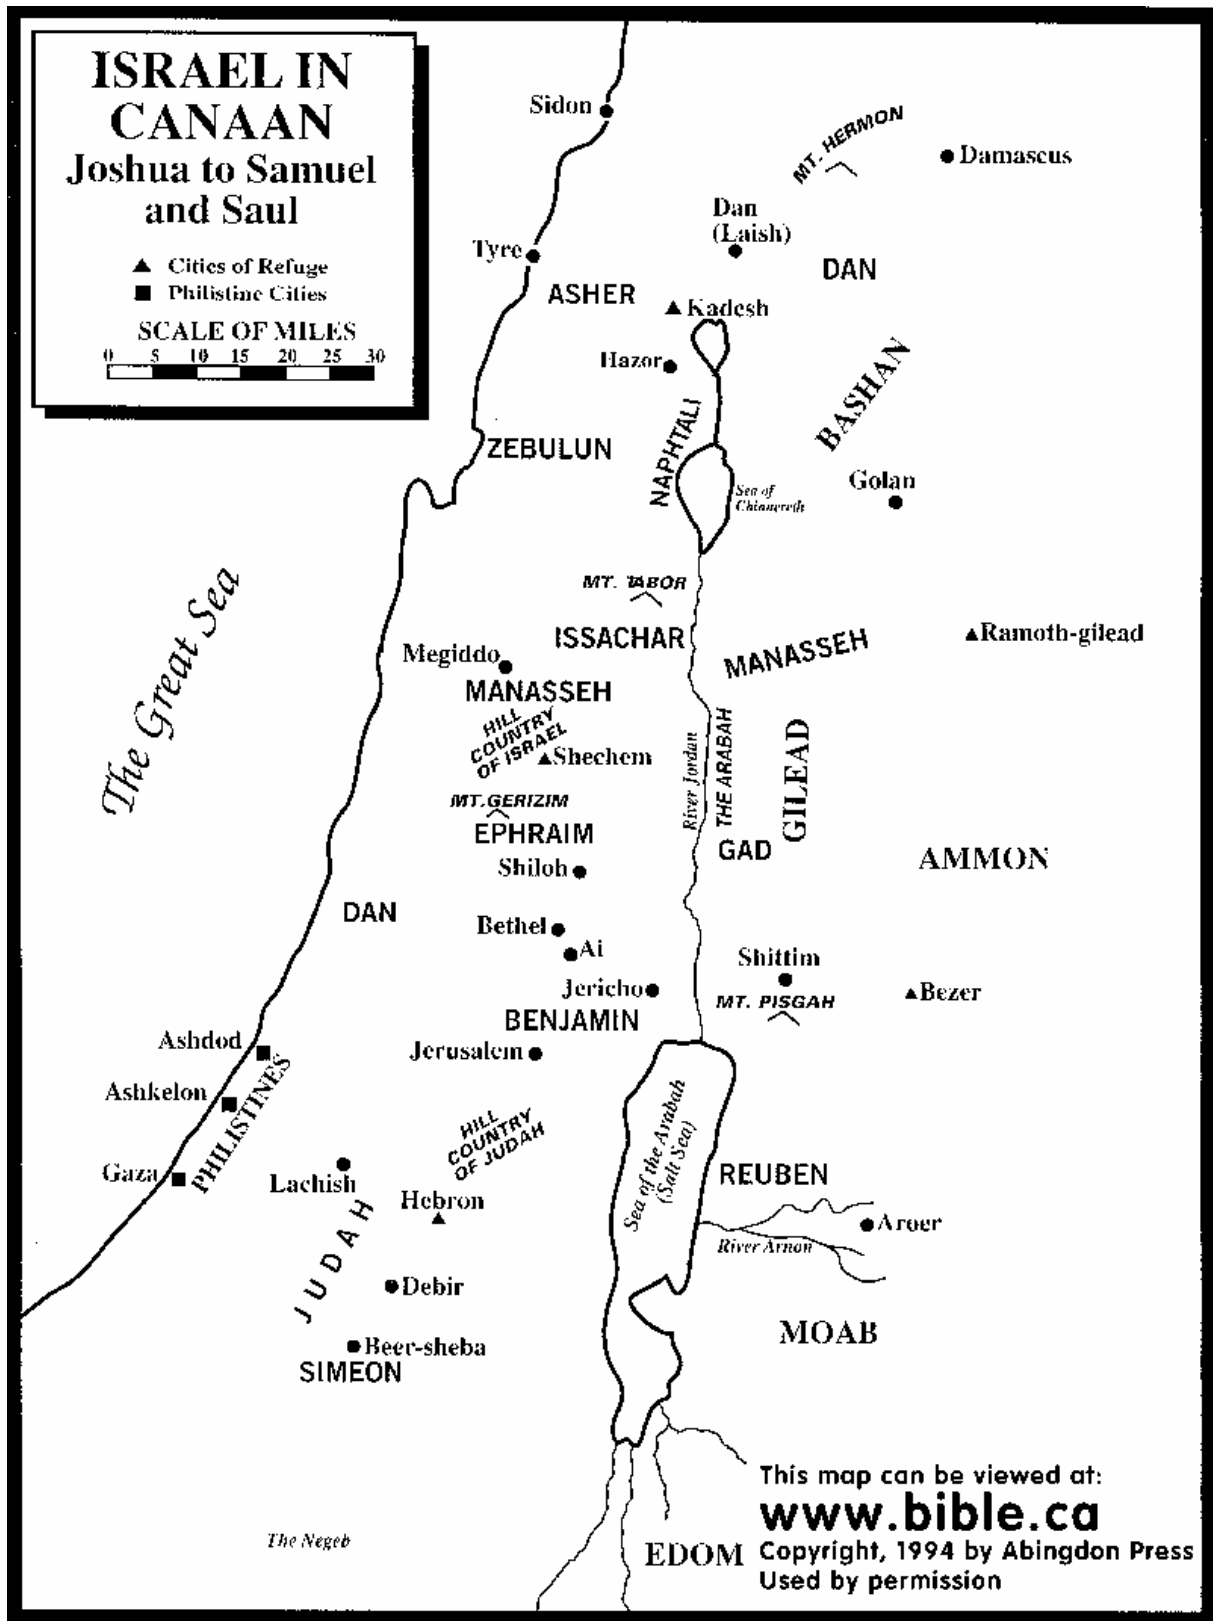 ISRAEL IN
CANAAN
Joshua to Samuel
and Saul
Cities of Refuge
Philistine Cities
SCALE OF MILES
0 5 10 15 20 25 30
Sidon
MT. HERMON
Damascus
Dan
(Laish)
Tyre
DAN
ASHER
Kadesh
Hazor
BASHAN
NAPHTALI
ZEBULUN
Golan
Sea of
Chinnereth
The Great Sea
MT. TABOR
ISSACHAR
Ramoth-gilead
MANASSEH
Megiddo
MANASSEH
HILL
COUNTRY
OF ISRAEL
Shechem
River Jordan
THE ARABAH
GILEAD
MT. GERIZIM
EPHRAIM
GAD
AMMON
Shiloh
DAN
Bethel
Ai
Shittim
Jericho
MT. PISGAH
Bezer
BENJAMIN
Ashdod
Jerusalem
Ashkelon
PHILISTINES
HILL
COUNTRY
OF JUDAH
Sea of the Arabah
(Salt Sea)
Gaza
Lachish
REUBEN
Hebron
JUDAH
Aroer
River Arnon
Debir
MOAB
Beer-sheba
SIMEON
The Negeb
EDOM
This map can be viewed at:
www.bible.ca
Copyright, 1994 by Abingdon Press
Used by permission